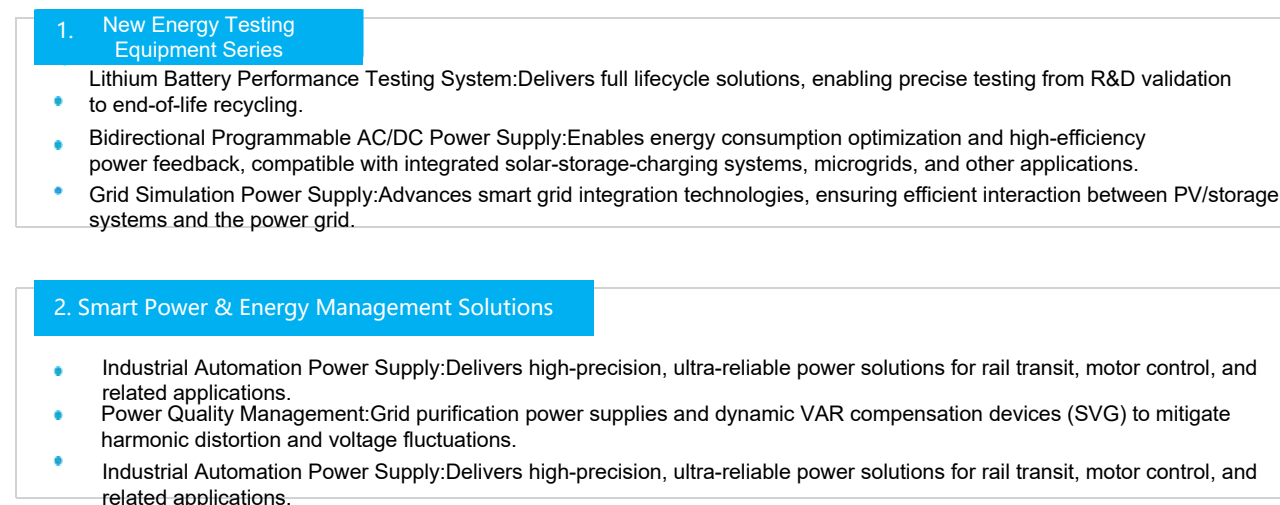 1. New Energy Testing
Equipment Series
Lithium Battery Performance Testing System:Delivers full lifecycle solutions, enabling precise testing from R&D validation
to end-of-life recycling.
Bidirectional Programmable AC/DC Power Supply:Enables energy consumption optimization and high-efficiency
power feedback, compatible with integrated solar-storage-charging systems, microgrids, and other applications.
Grid Simulation Power Supply:Advances smart grid integration technologies, ensuring efficient interaction between PV/storage
systems and the power grid.
2. Smart Power & Energy Management Solutions
Industrial Automation Power Supply:Delivers high-precision, ultra-reliable power solutions for rail transit, motor control, and
related applications.
Power Quality Management:Grid purification power supplies and dynamic VAR compensation devices (SVG) to mitigate
harmonic distortion and voltage fluctuations.
Industrial Automation Power Supply:Delivers high-precision, ultra-reliable power solutions for rail transit, motor control, and
related applications.